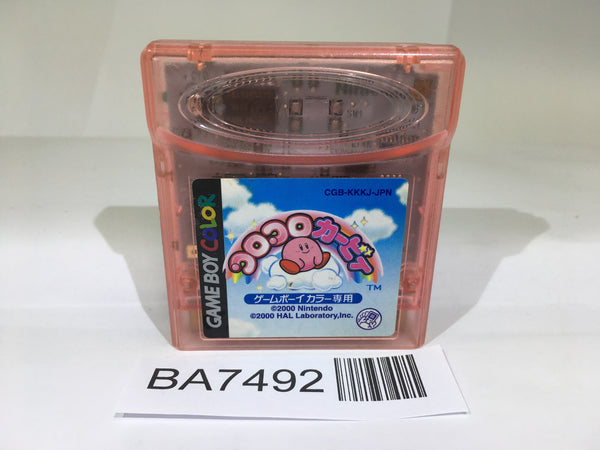 CGB-KKKJ-JPN
GAME BOY COLOR
コロコロカービィ
TM
ゲームボーイカラー専用
©2000 Nintendo
©2000 HAL Laboratory,Inc.
BA7492